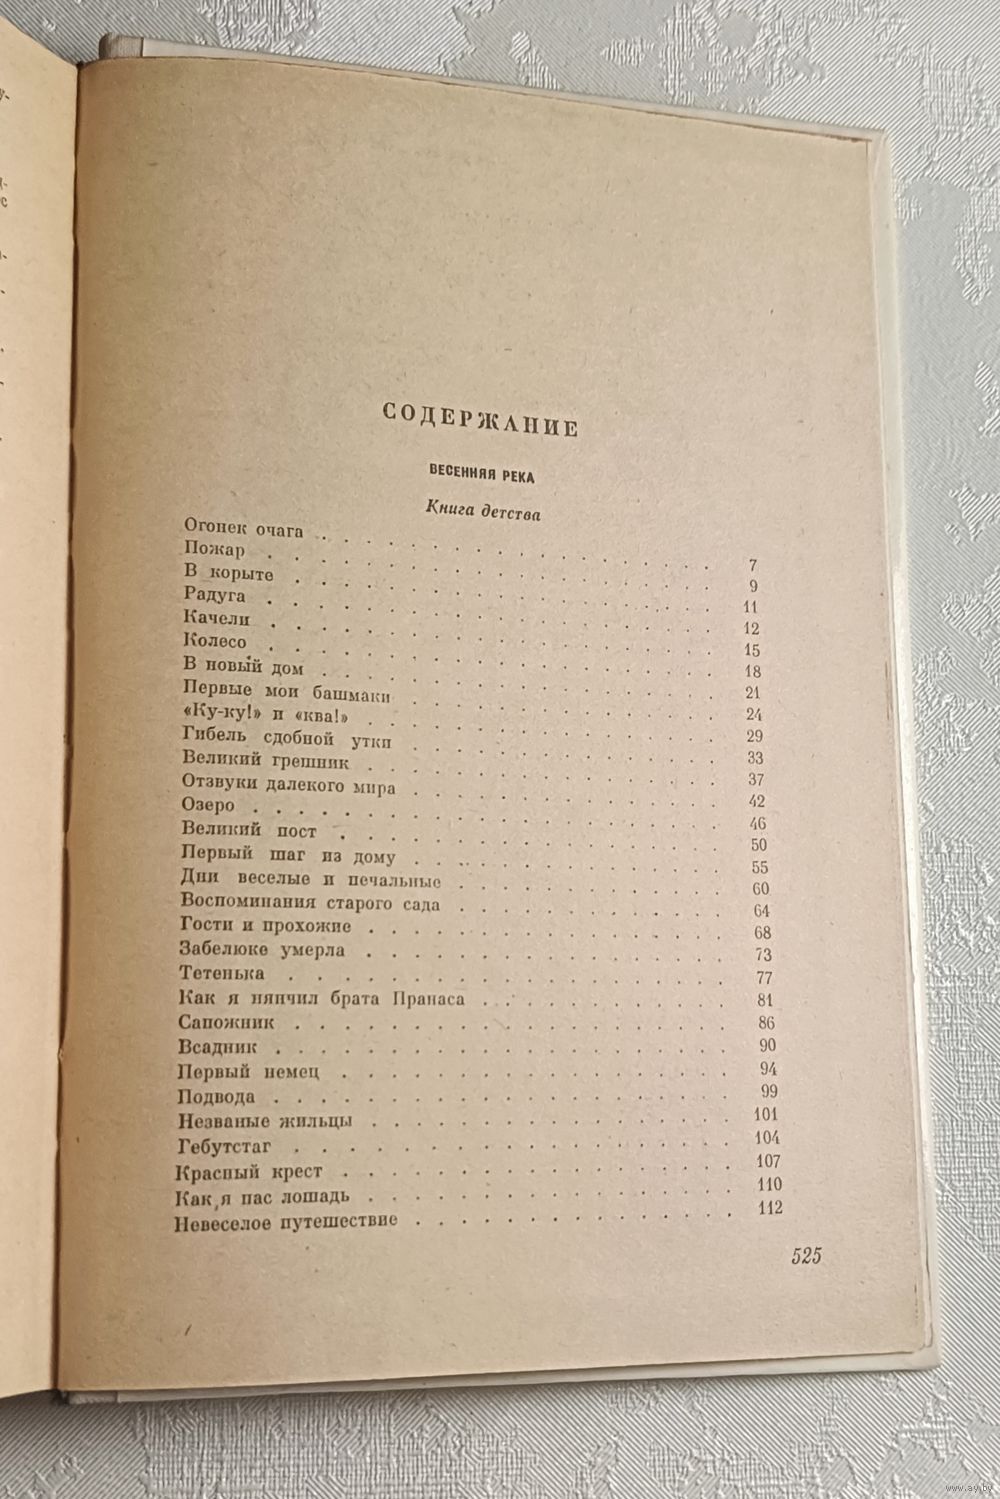 СОДЕРЖАНИЕ
ВЕСЕННЯЯ РЕКА
Книга детства
Огонек очага . . . . . . . . . . . . . . . . . 7
Пожар . . . . . . . . . . . . . . . . . . . 9
В корыте . . . . . . . . . . . . . . . . . . 11
Радуга . . . . . . . . . . . . . . . . . . . 12
Качели . . . . . . . . . . . . . . . . . . . 15
Колесо . . . . . . . . . . . . . . . . . . . 18
В новый дом . . . . . . . . . . . . . . . . . 21
Первые мои башмаки . . . . . . . . . . . . . 24
«Ку-ку!» и «ква!» . . . . . . . . . . . . . . . 29
Гибель сдобной утки . . . . . . . . . . . . . 33
Великий грешник . . . . . . . . . . . . . . . 37
Отзвуки далекого мира . . . . . . . . . . . . . 42
Озеро . . . . . . . . . . . . . . . . . . . 46
Великий пост . . . . . . . . . . . . . . . . 50
Первый шаг из дому . . . . . . . . . . . . . 55
Дни веселые и печальные . . . . . . . . . . . 60
Воспоминания старого сада . . . . . . . . . . . 64
Гости и прохожие . . . . . . . . . . . . . . . 68
Забелюке умерла . . . . . . . . . . . . . . . 73
Тетенька . . . . . . . . . . . . . . . . . . 77
Как я нянчил брата Пранаса . . . . . . . . . . 81
Сапожник . . . . . . . . . . . . . . . . . . 86
Всадник . . . . . . . . . . . . . . . . . . . 90
Первый немец . . . . . . . . . . . . . . . . 94
Подвода . . . . . . . . . . . . . . . . . . . 99
Незваные жильцы . . . . . . . . . . . . . . . 101
Гебутстаг . . . . . . . . . . . . . . . . . . 104
Красный крест . . . . . . . . . . . . . . . . 107
Как я пас лошадь . . . . . . . . . . . . . . . 110
Невеселое путешествие . . . . . . . . . . . . . 112
525
www.ay.by